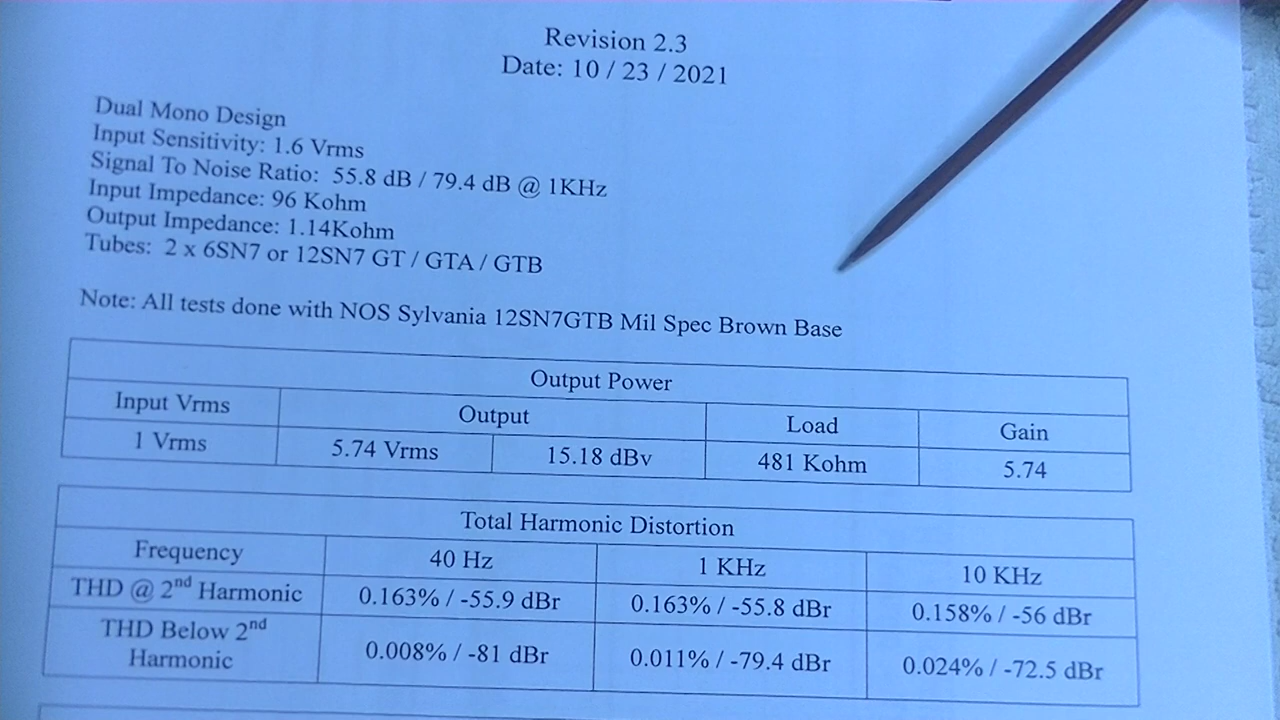 Revision 2.3
Date: 10 / 23 / 2021
Dual Mono Design
Input Sensitivity: 1.6 Vrms
Signal To Noise Ratio: 55.8 dB / 79.4 dB @ 1KHz
Input Impedance: 96 Kohm
Output Impedance: 1.14Kohm
Tubes: 2 x 6SN7 or 12SN7 GT / GTA / GTB
Note: All tests done with NOS Sylvania 12SN7GTB Mil Spec Brown Base
Output Power
Input Vrms Output Load Gain
1 Vrms 5.74 Vrms 15.18 dBv 481 Kohm 5.74
Total Harmonic Distortion
Frequency 40 Hz 1 KHz 10 KHz
THD @ 2nd Harmonic 0.163% / -55.9 dBr 0.163% / -55.8 dBr 0.158% / -56 dBr
THD Below 2nd
Harmonic 0.008% / -81 dBr 0.011% / -79.4 dBr 0.024% / -72.5 dBr